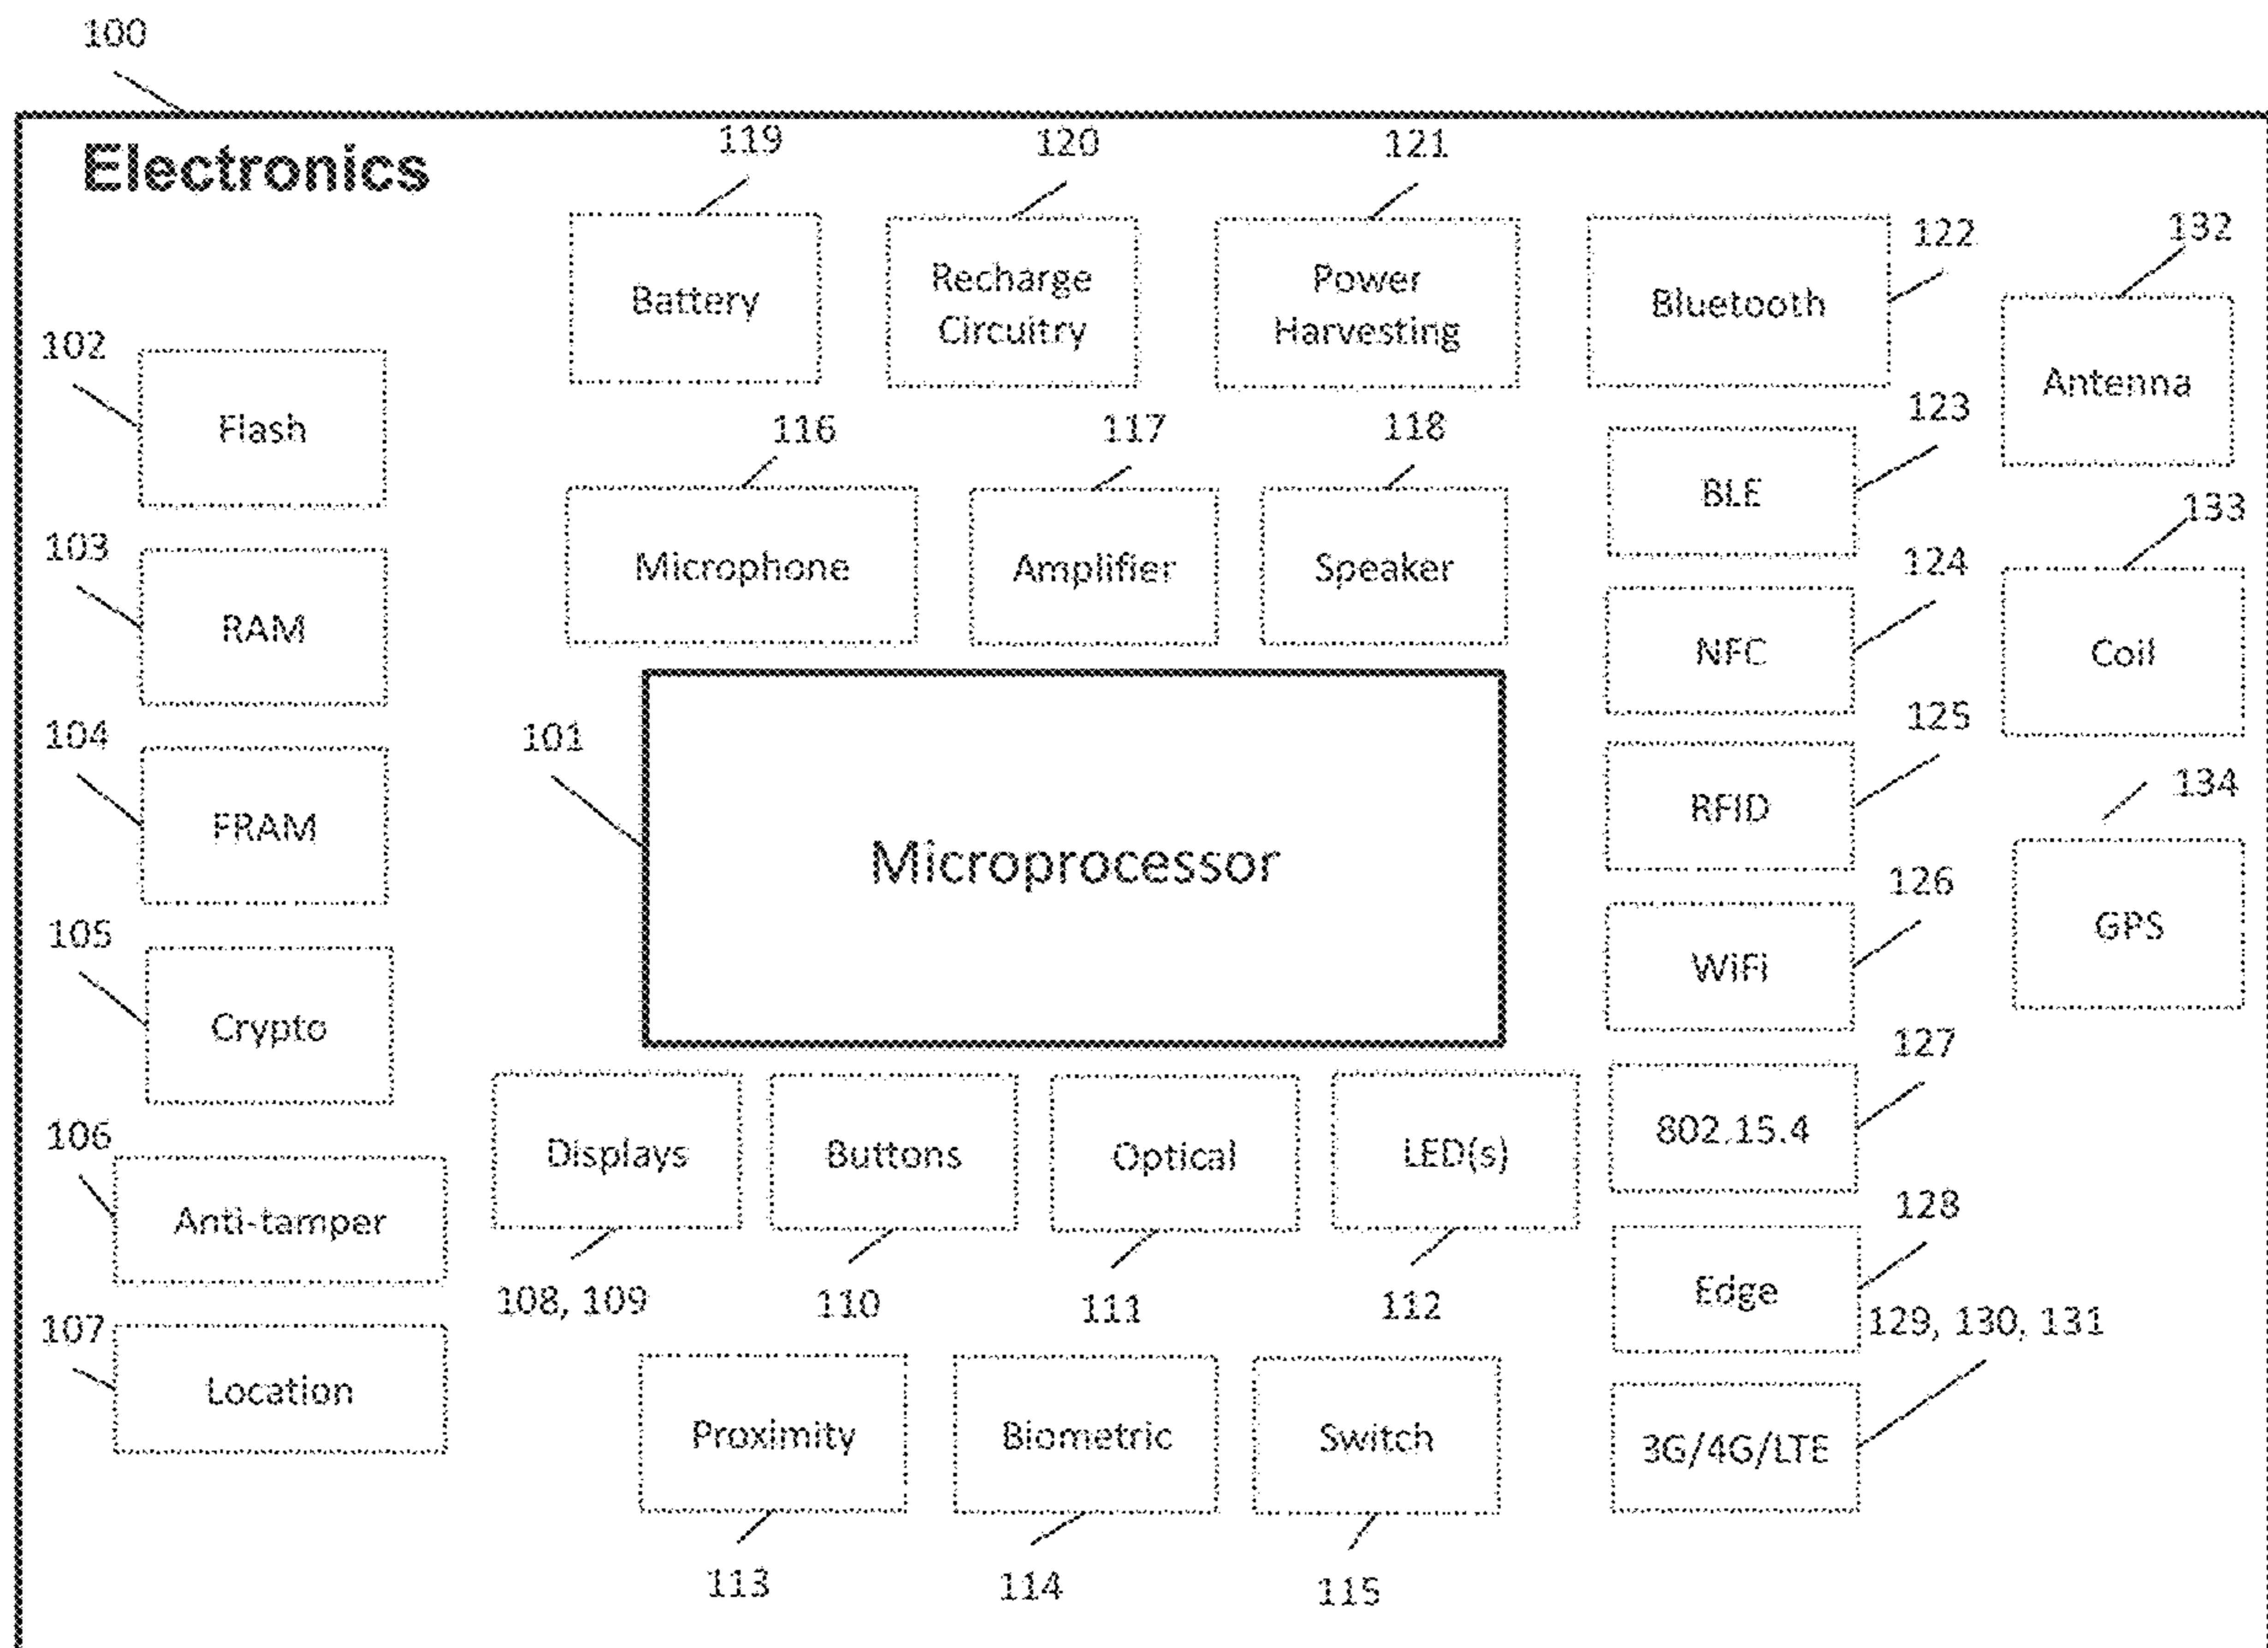 100
Electronics
119
120
121
Battery
Recharge
Circuitry
Power
Harvesting
Bluetooth
122
132
Antenna
102
Flash
116
117
118
Microphone
Amplifier
Speaker
123
BLE
133
Coil
103
RAM
124
NFC
104
FRAM
101
Microprocessor
125
RFID
134
GPS
105
Crypto
126
WiFi
127
802.15.4
106
Anti-tamper
Displays
Buttons
Optical
LED(s)
108, 109
110
111
112
128
Edge
129, 130, 131
3G/4G/LTE
107
Location
Proximity
Biometric
Switch
113
114
115